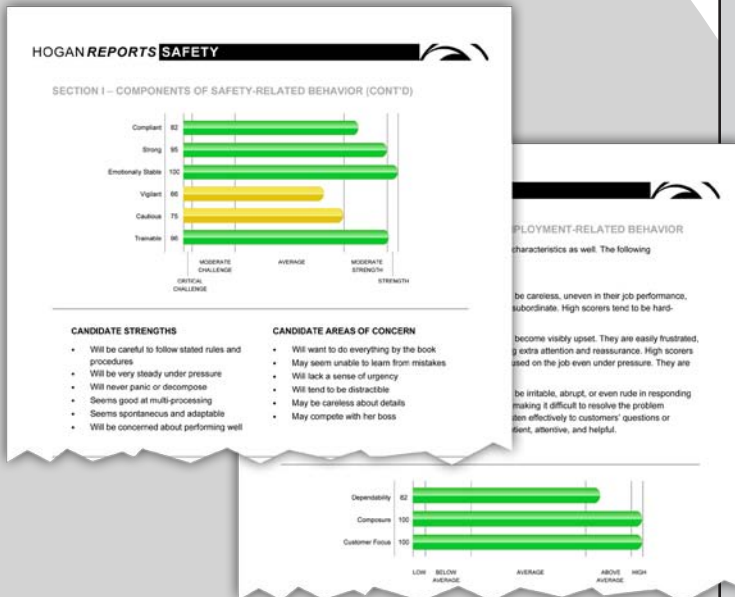 HOGAN REPORTS SAFETY
SECTION I – COMPONENTS OF SAFETY-RELATED BEHAVIOR (CONT'D)
Compliant 82
Strong 95
Emotionally Stable 100
Vigilant 66
Cautious 75
Trainable 96
CRITICAL CHALLENGE
MODERATE CHALLENGE
AVERAGE
MODERATE STRENGTH
STRENGTH
CANDIDATE STRENGTHS
• Will be careful to follow stated rules and
procedures
• Will be very steady under pressure
• Will never panic or decompose
• Seems good at multi-processing
• Seems spontaneous and adaptable
• Will be concerned about performing well
CANDIDATE AREAS OF CONCERN
• Will want to do everything by the book
• May seem unable to learn from mistakes
• Will lack a sense of urgency
• Will tend to be distractible
• May be careless about details
• May compete with her boss
PLOYMENT-RELATED BEHAVIOR
characteristics as well. The following
be careless, uneven in their job performance,
subordinate. High scorers tend to be hard-
become visibly upset. They are easily frustrated,
g extra attention and reassurance. High scorers
used on the job even under pressure. They are
be irritable, abrupt, or even rude in responding
making it difficult to resolve the problem
ten effectively to customers' questions or
tient, attentive, and helpful.
Dependability 82
Composure 100
Customer Focus 100
LOW
BELOW AVERAGE
AVERAGE
ABOVE AVERAGE
HIGH